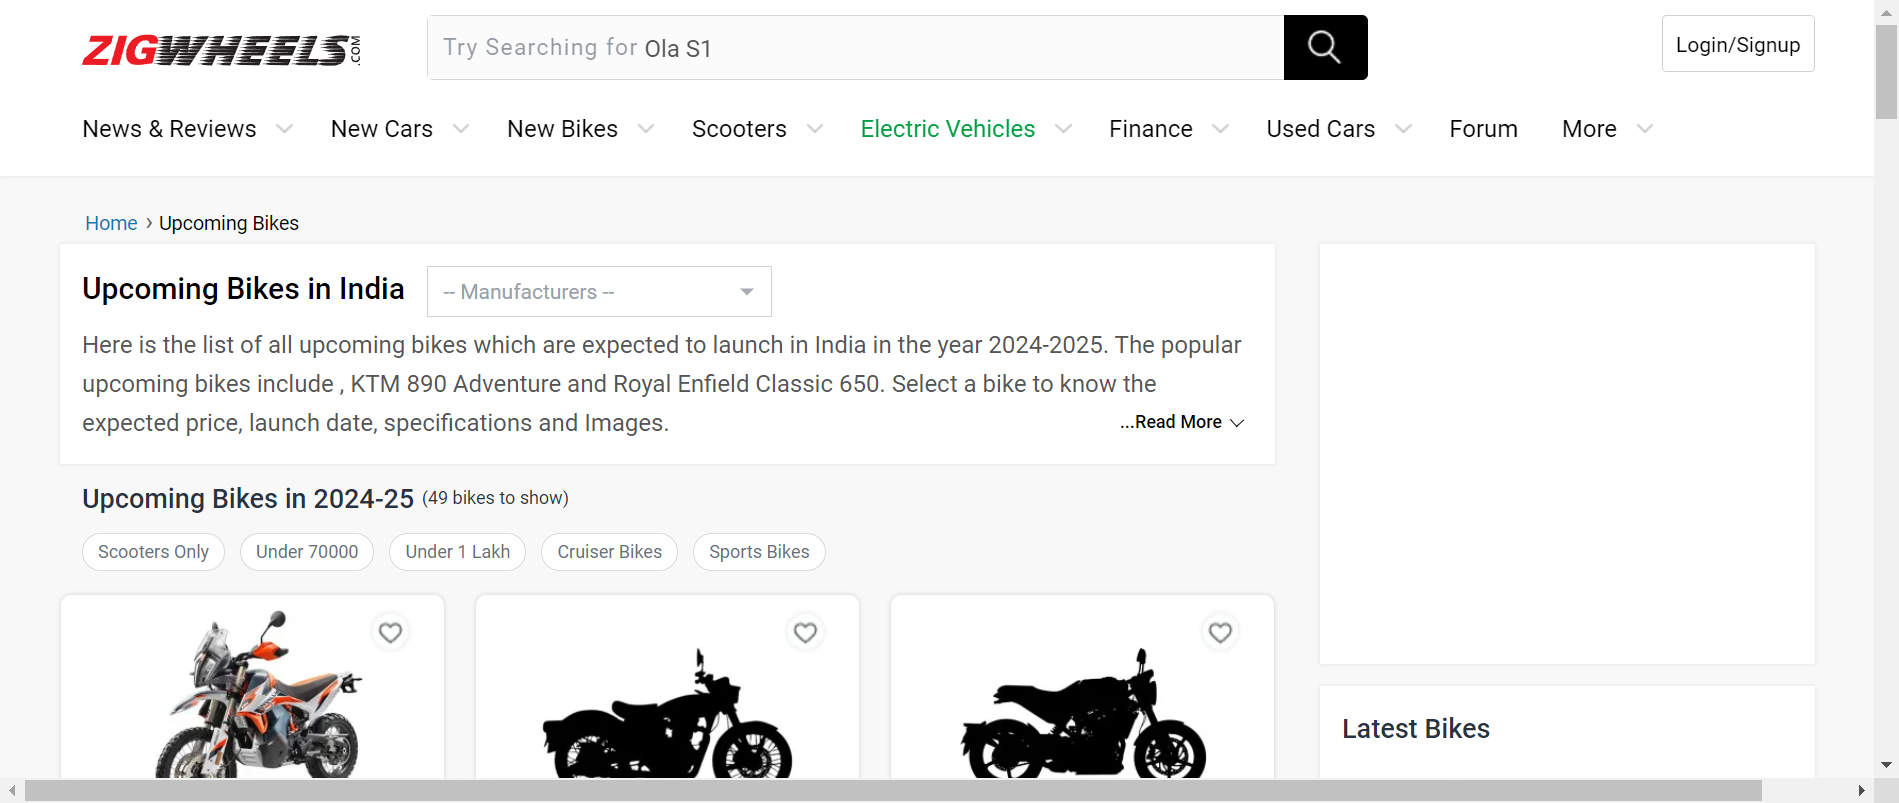 ZIGWHEELS.COM
Try Searching for Ola S1
Login/Signup
News & Reviews New Cars New Bikes Scooters Electric Vehicles Finance Used Cars Forum More
Home › Upcoming Bikes
Upcoming Bikes in India
-- Manufacturers --
Here is the list of all upcoming bikes which are expected to launch in India in the year 2024-2025. The popular
upcoming bikes include , KTM 890 Adventure and Royal Enfield Classic 650. Select a bike to know the
expected price, launch date, specifications and Images.
...Read More
Upcoming Bikes in 2024-25 (49 bikes to show)
Scooters Only Under 70000 Under 1 Lakh Cruiser Bikes Sports Bikes
Latest Bikes